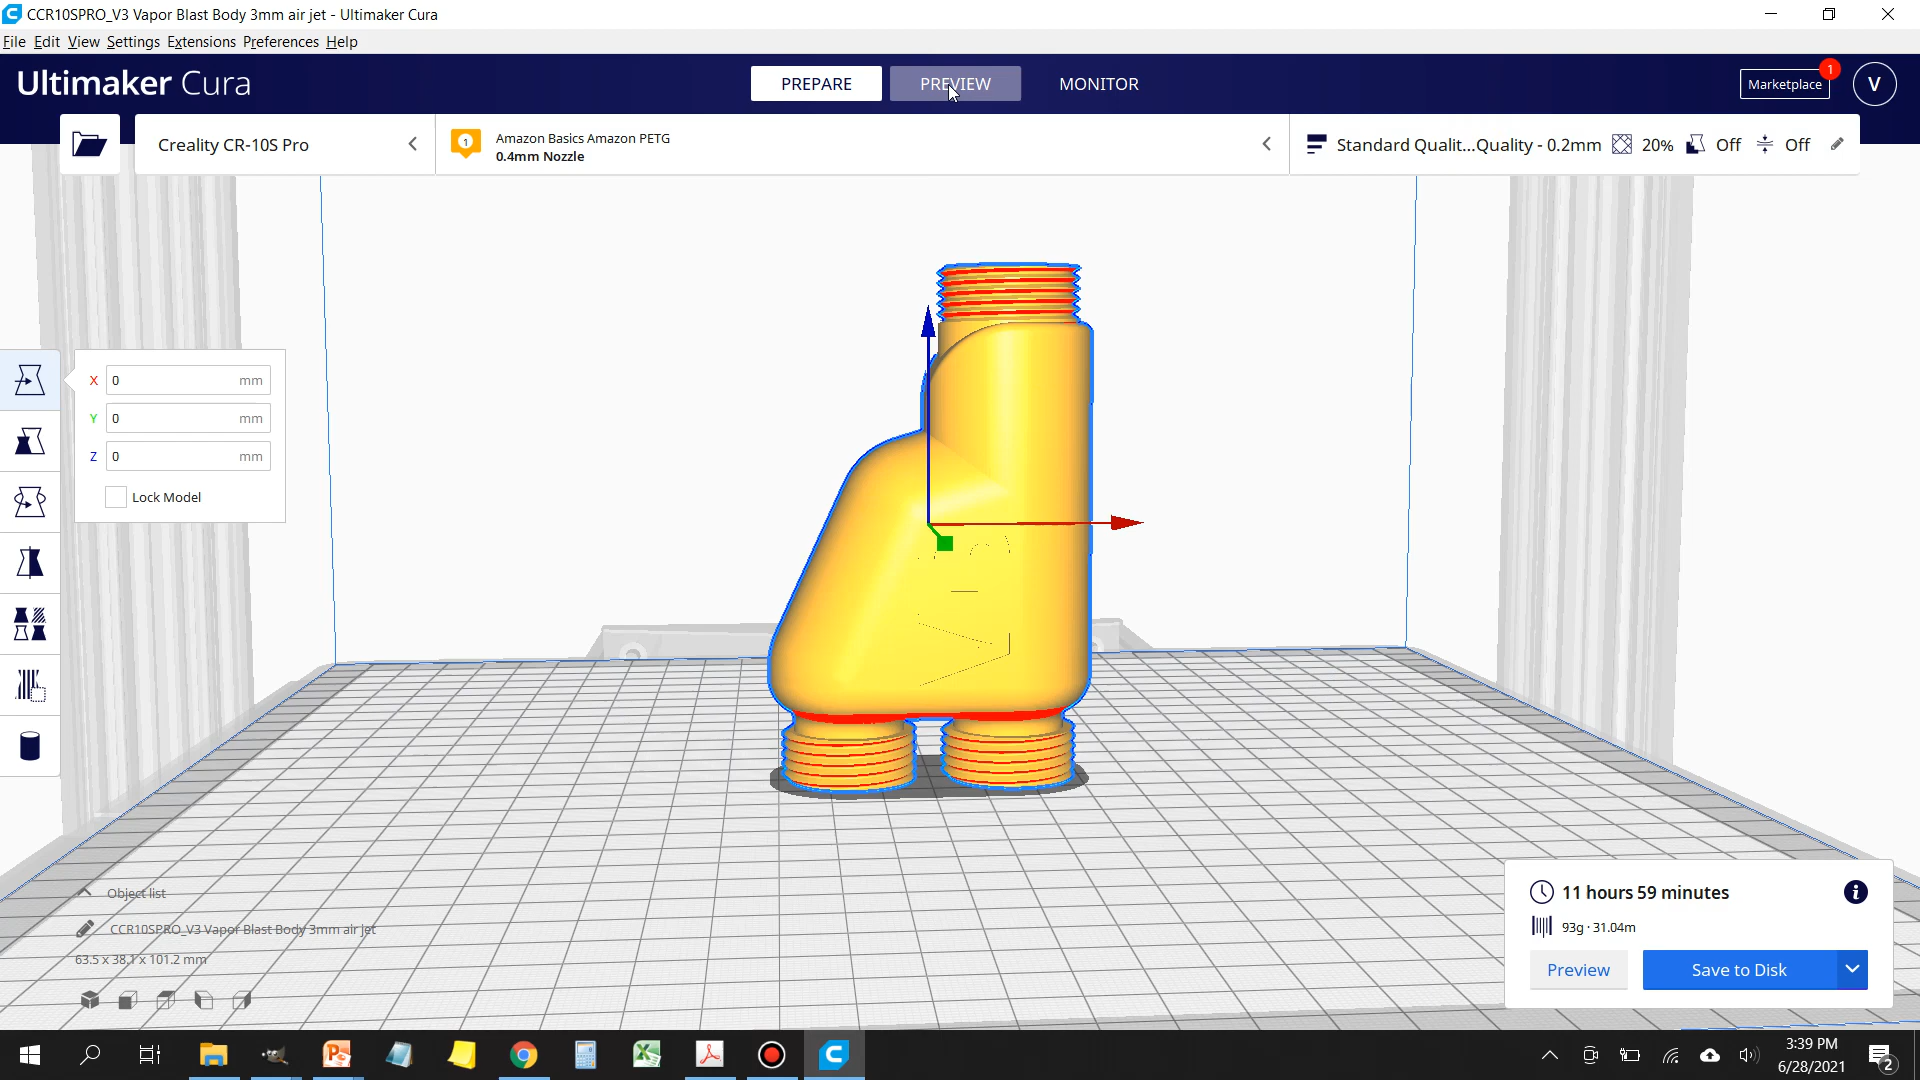 CCR10SPRO_V3 Vapor Blast Body 3mm air jet - Ultimaker Cura
File Edit View Settings Extensions Preferences Help
Ultimaker Cura
PREPARE PREVIEW MONITOR
Marketplace 1 V
Creality CR-10S Pro
1 Amazon Basics Amazon PETG
0.4mm Nozzle
Standard Qualit...Quality - 0.2mm 20% Off Off
X 0 mm
Y 0 mm
Z 0 mm
Lock Model
Object list
CCR10SPRO_V3 Vapor Blast Body 3mm air jet
63.5 x 38.1 x 101.2 mm
11 hours 59 minutes
93g · 31.04m
Preview Save to Disk
3:39 PM
6/28/2021
2